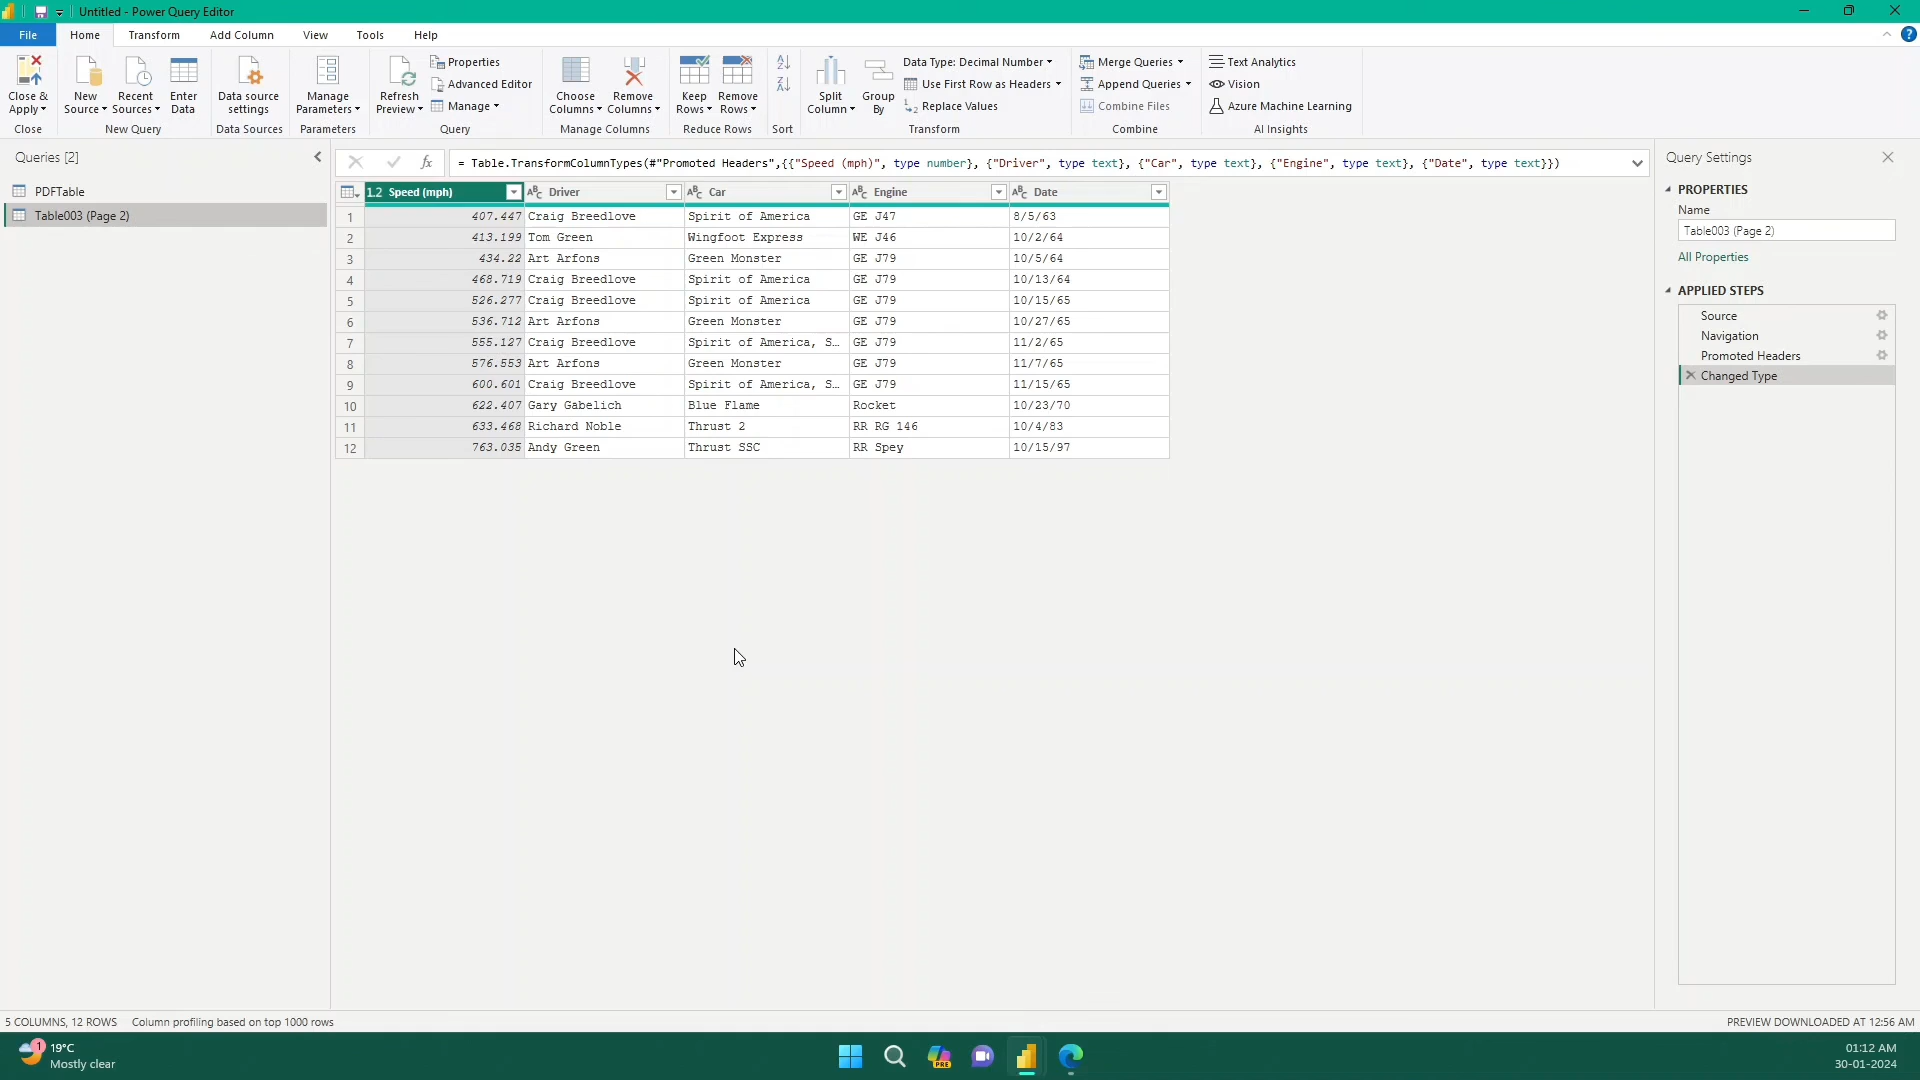 Untitled - Power Query Editor
File Home Transform Add Column View Tools Help
Close & Apply
New Source
Recent Sources
Enter Data
Data source settings
Manage Parameters
Refresh Preview
Properties
Advanced Editor
Manage
Choose Columns
Remove Columns
Keep Rows
Remove Rows
Split Column
Group By
Data Type: Decimal Number
Use First Row as Headers
Replace Values
Merge Queries
Append Queries
Combine Files
Text Analytics
Vision
Azure Machine Learning
Close New Query Data Sources Parameters Query Manage Columns Reduce Rows Sort Transform Combine AI Insights
Queries [2]
PDFTable
Table003 (Page 2)
fx = Table.TransformColumnTypes(#"Promoted Headers",{{"Speed (mph)", type number}, {"Driver", type text}, {"Car", type text}, {"Engine", type text}, {"Date", type text}})
1.2 Speed (mph) ABC Driver ABC Car ABC Engine ABC Date
1 407.447 Craig Breedlove Spirit of America GE J47 8/5/63
2 413.199 Tom Green Wingfoot Express WE J46 10/2/64
3 434.22 Art Arfons Green Monster GE J79 10/5/64
4 468.719 Craig Breedlove Spirit of America GE J79 10/13/64
5 526.277 Craig Breedlove Spirit of America GE J79 10/15/65
6 536.712 Art Arfons Green Monster GE J79 10/27/65
7 555.127 Craig Breedlove Spirit of America, S... GE J79 11/2/65
8 576.553 Art Arfons Green Monster GE J79 11/7/65
9 600.601 Craig Breedlove Spirit of America, S... GE J79 11/15/65
10 622.407 Gary Gabelich Blue Flame Rocket 10/23/70
11 633.468 Richard Noble Thrust 2 RR RG 146 10/4/83
12 763.035 Andy Green Thrust SSC RR Spey 10/15/97
Query Settings
PROPERTIES
Name
Table003 (Page 2)
All Properties
APPLIED STEPS
Source
Navigation
Promoted Headers
Changed Type
5 COLUMNS, 12 ROWS Column profiling based on top 1000 rows
PREVIEW DOWNLOADED AT 12:56 AM
1
19°C
Mostly clear
PRE
01:12 AM
30-01-2024